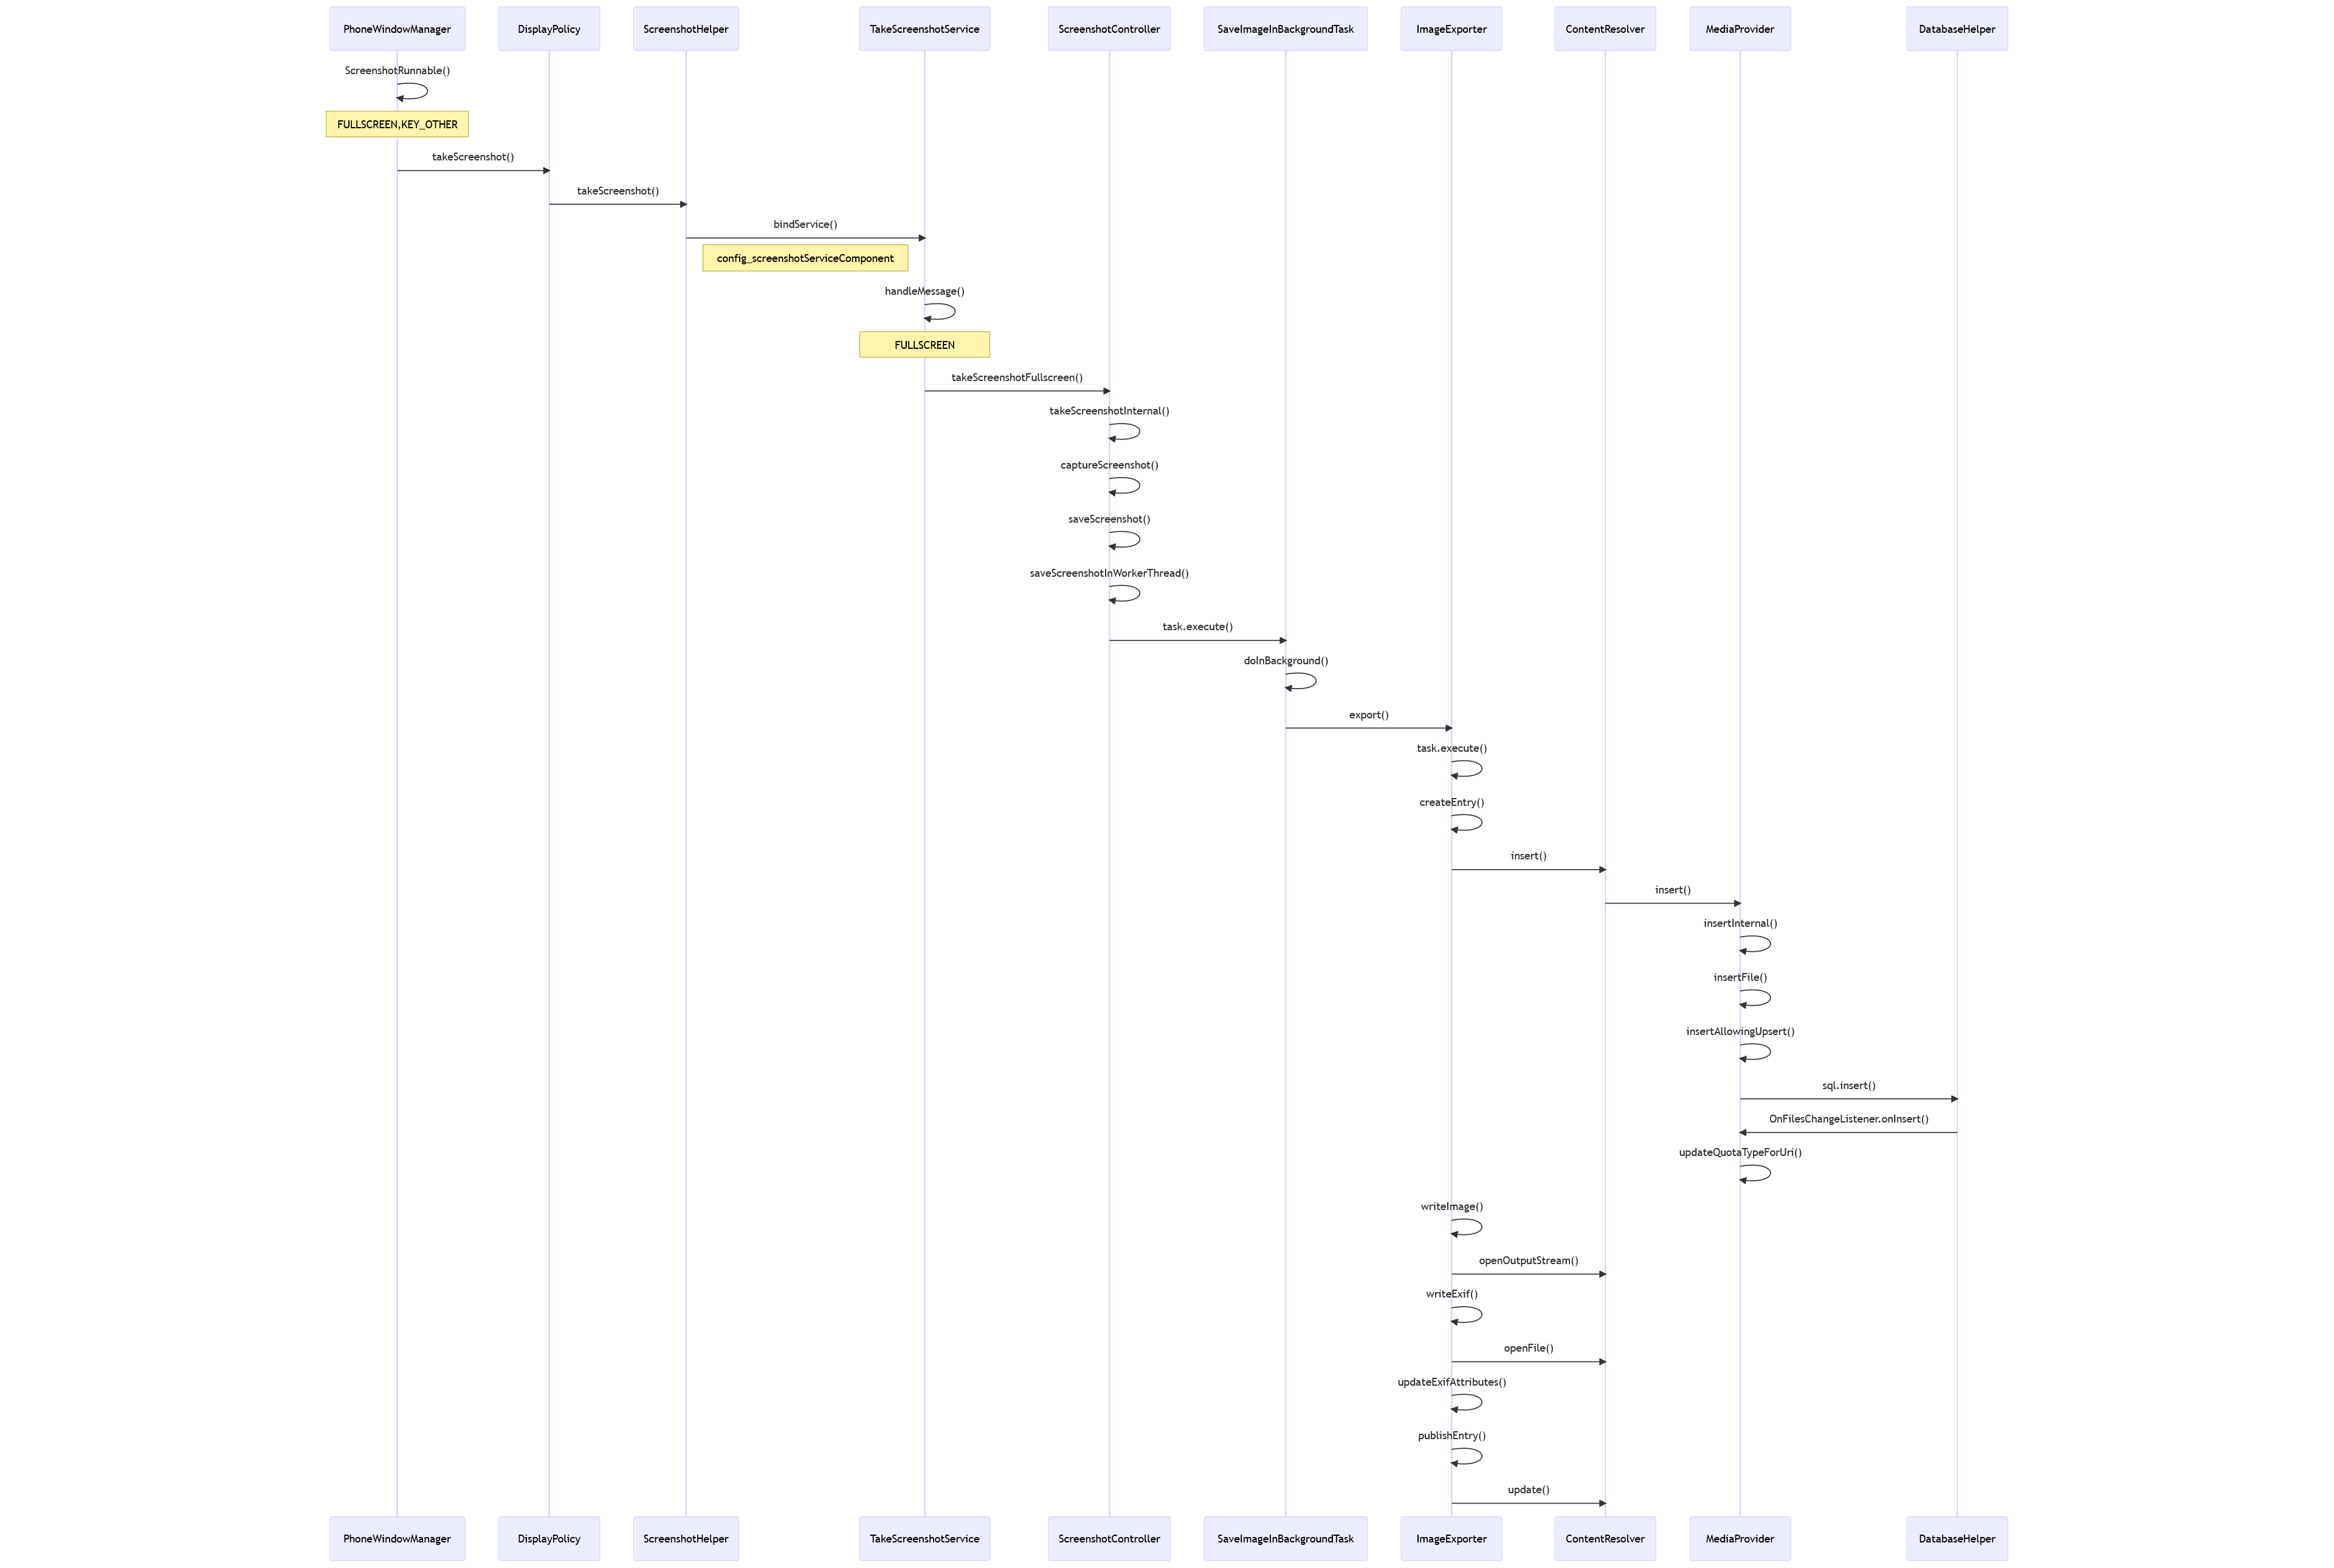 PhoneWindowManager
DisplayPolicy
ScreenshotHelper
TakeScreenshotService
ScreenshotController
SaveImageInBackgroundTask
ImageExporter
ContentResolver
MediaProvider
DatabaseHelper
ScreenshotRunnable()
FULLSCREEN,KEY_OTHER
takeScreenshot()
takeScreenshot()
bindService()
config_screenshotServiceComponent
handleMessage()
FULLSCREEN
takeScreenshotFullscreen()
takeScreenshotInternal()
captureScreenshot()
saveScreenshot()
saveScreenshotInWorkerThread()
task.execute()
doInBackground()
export()
task.execute()
createEntry()
insert()
insert()
insertInternal()
insertFile()
insertAllowingUpsert()
sql.insert()
OnFilesChangeListener.onInsert()
updateQuotaTypeForUri()
writeImage()
openOutputStream()
writeExif()
openFile()
updateExifAttributes()
publishEntry()
update()
PhoneWindowManager
DisplayPolicy
ScreenshotHelper
TakeScreenshotService
ScreenshotController
SaveImageInBackgroundTask
ImageExporter
ContentResolver
MediaProvider
DatabaseHelper